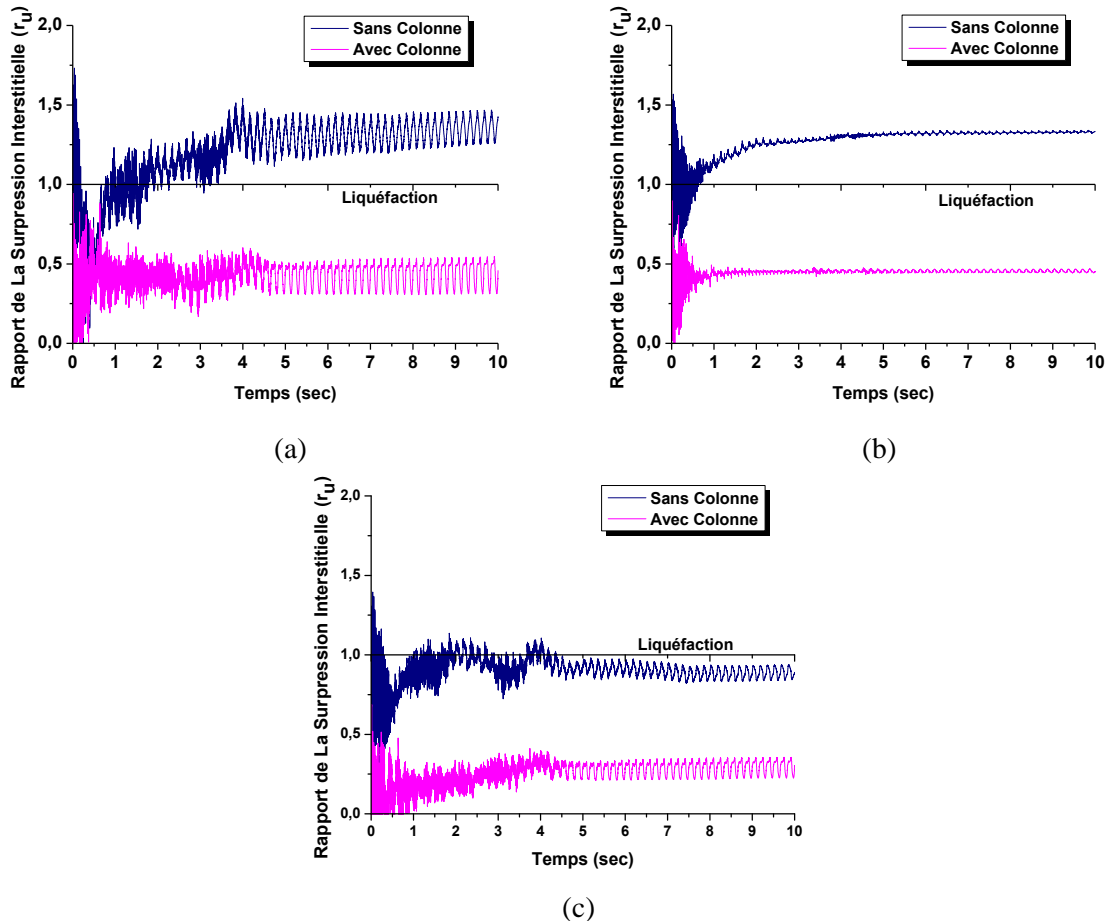 2,0
1,5
1,0
0,5
0,0
Rapport de La Surpression Interstitielle (ru)
Sans Colonne
Avec Colonne
Liquéfaction
0 1 2 3 4 5 6 7 8 9 10
Temps (sec)
(a)
2,0
1,5
1,0
0,5
0,0
Rapport de La Surpression Interstitielle (ru)
Sans Colonne
Avec Colonne
Liquéfaction
0 1 2 3 4 5 6 7 8 9 10
Temps (sec)
(b)
2,0
1,5
1,0
0,5
0,0
Rapport de La Surpression Interstitielle (ru)
Sans Colonne
Avec Colonne
Liquéfaction
0 1 2 3 4 5 6 7 8 9 10
Temps (sec)
(c)